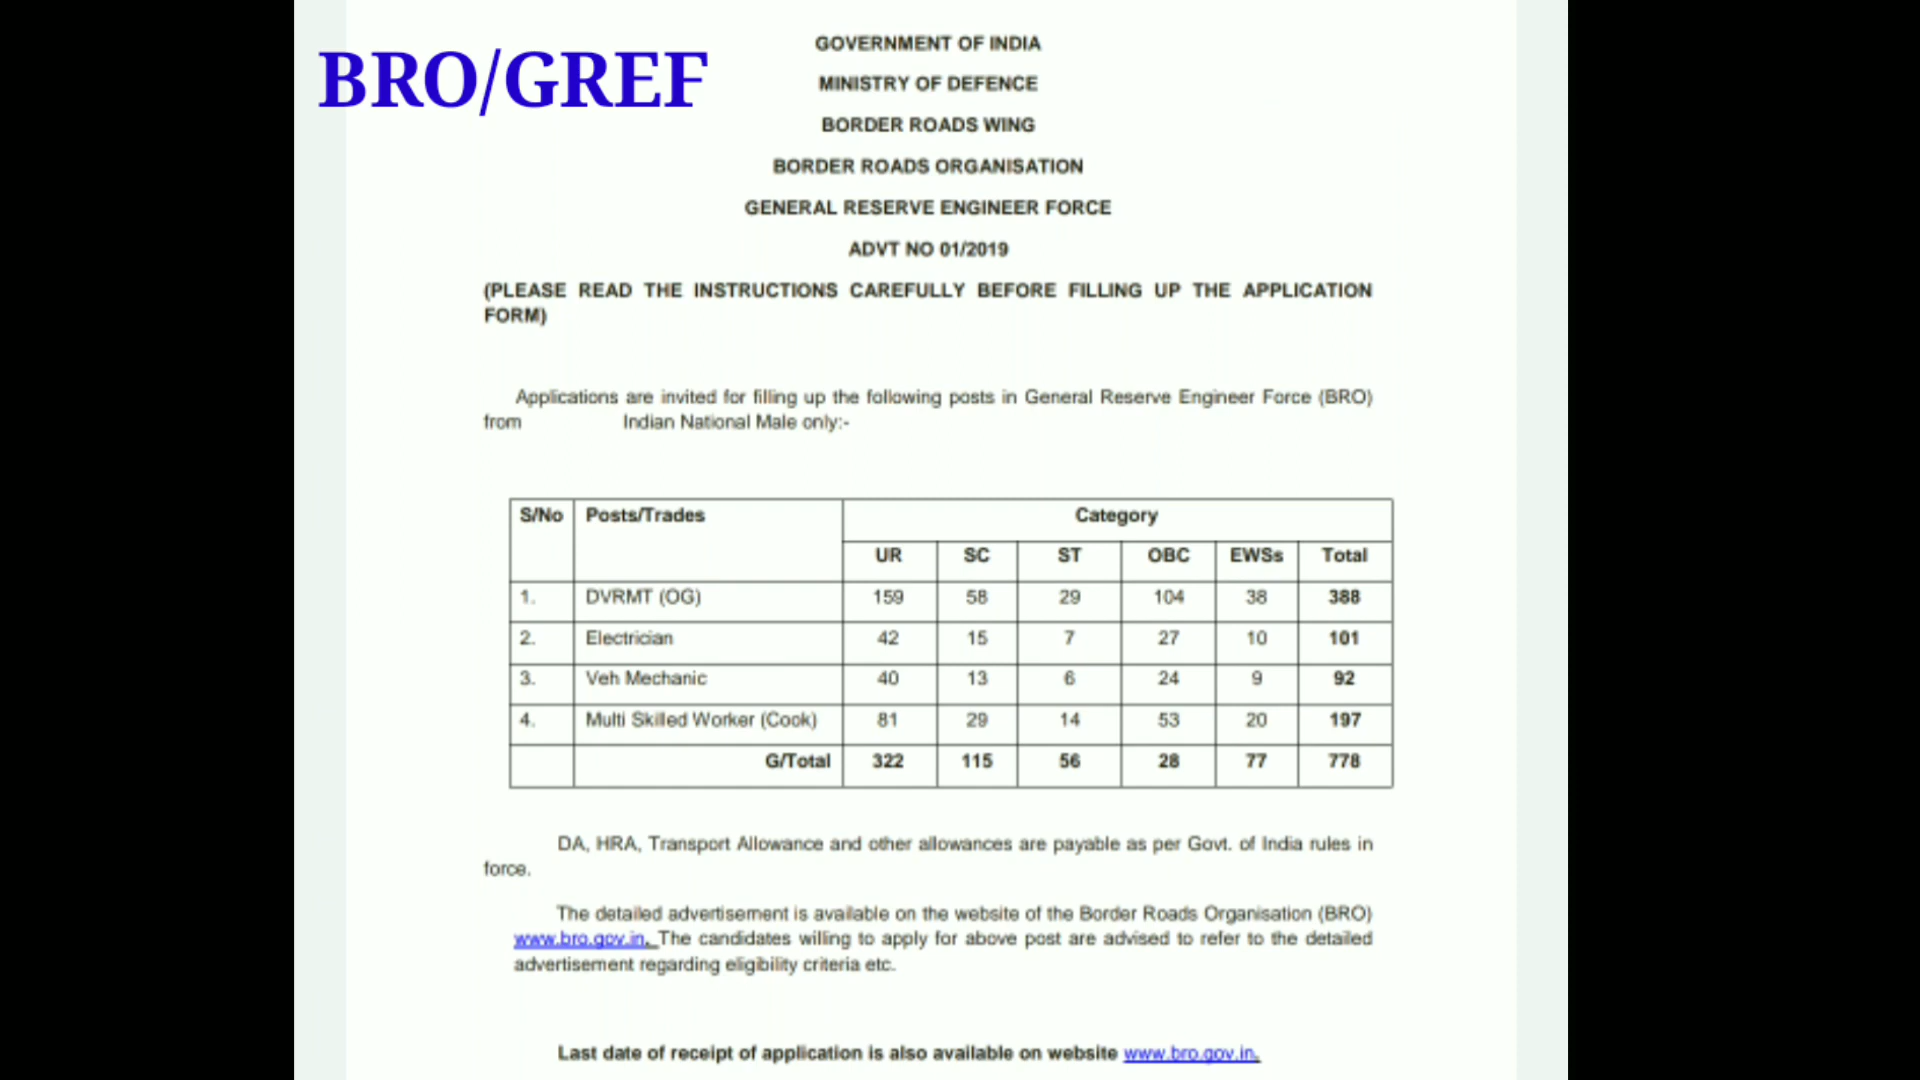 BRO/GREF
GOVERNMENT OF INDIA
MINISTRY OF DEFENCE
BORDER ROADS WING
BORDER ROADS ORGANISATION
GENERAL RESERVE ENGINEER FORCE
ADVT NO 01/2019
(PLEASE READ THE INSTRUCTIONS CAREFULLY BEFORE FILLING UP THE APPLICATION
FORM)
Applications are invited for filling up the following posts in General Reserve Engineer Force (BRO)
from Indian National Male only:-
S/No Posts/Trades Category
UR SC ST OBC EWSs Total
1. DVRMT (OG) 159 58 29 104 38 388
2. Electrician 42 15 7 27 10 101
3. Veh Mechanic 40 13 6 24 9 92
4. Multi Skilled Worker (Cook) 81 29 14 53 20 197
G/Total 322 115 56 28 77 778
DA, HRA, Transport Allowance and other allowances are payable as per Govt. of India rules in
force.
The detailed advertisement is available on the website of the Border Roads Organisation (BRO)
www.bro.gov.in. The candidates willing to apply for above post are advised to refer to the detailed
advertisement regarding eligibility criteria etc.
Last date of receipt of application is also available on website www.bro.gov.in.